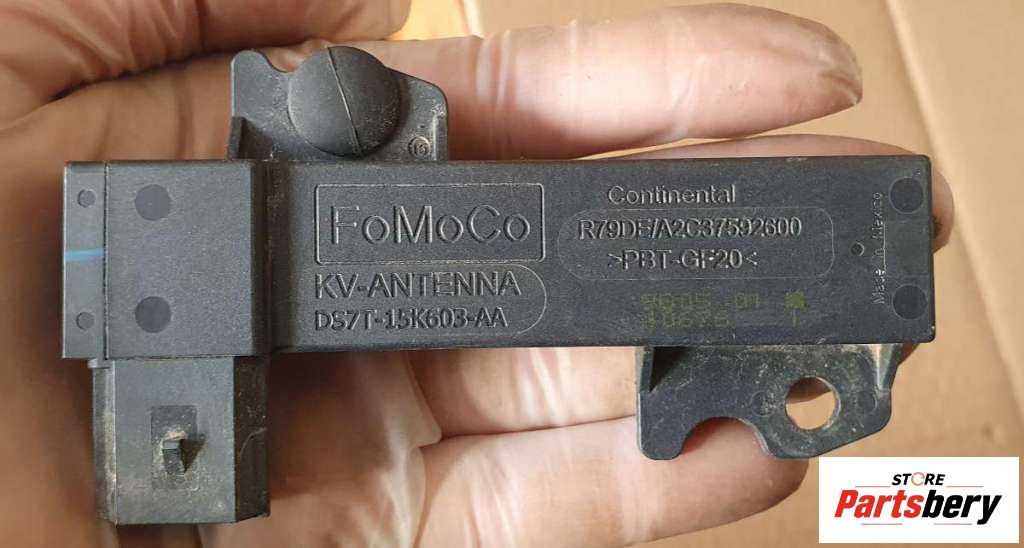 FoMoCo
KV-ANTENNA
DS7T-15K603-AA
Continental
R79DE/A2C37592600
>PBT-GF20<
Made in Mexico
STORE
Partsbery